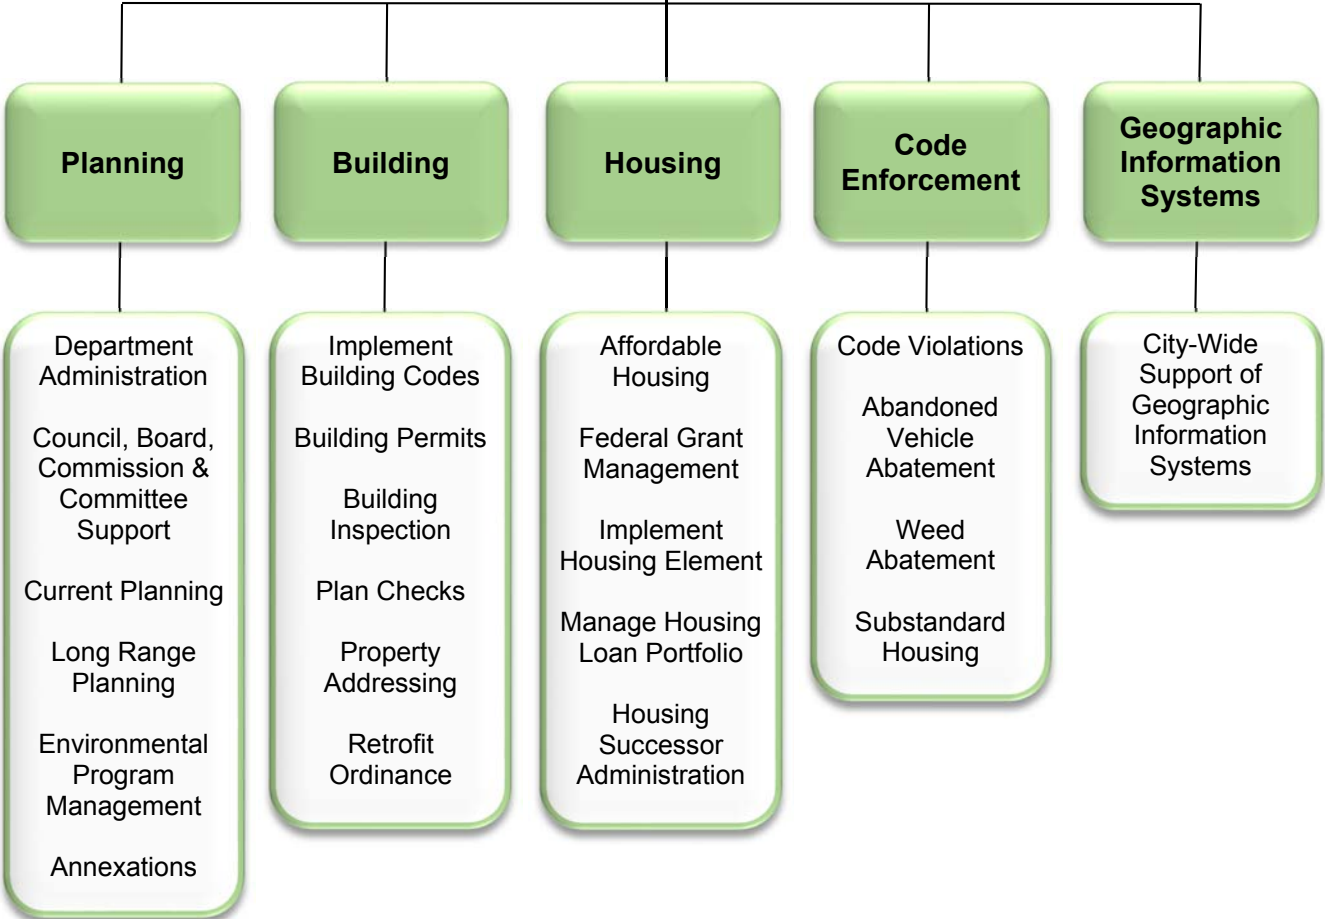 Planning
Building
Housing
Code
Enforcement
Geographic
Information
Systems
Department
Administration
Council, Board,
Commission &
Committee
Support
Current Planning
Long Range
Planning
Environmental
Program
Management
Annexations
Implement
Building Codes
Building Permits
Building
Inspection
Plan Checks
Property
Addressing
Retrofit
Ordinance
Affordable
Housing
Federal Grant
Management
Implement
Housing Element
Manage Housing
Loan Portfolio
Housing
Successor
Administration
Code Violations
Abandoned
Vehicle
Abatement
Weed
Abatement
Substandard
Housing
City-Wide
Support of
Geographic
Information
Systems